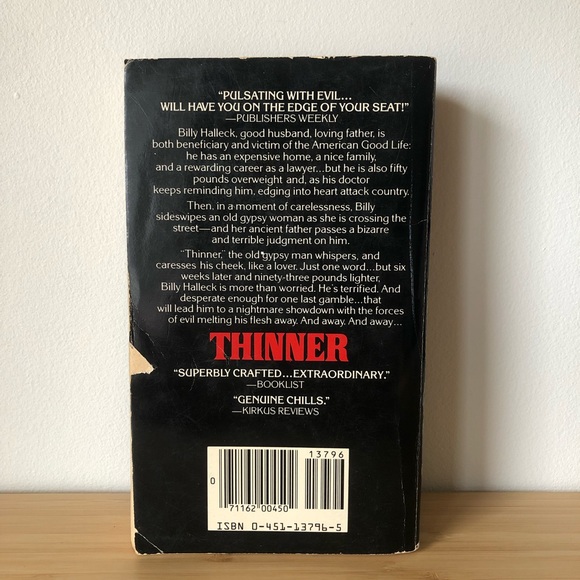 “PULSATING WITH EVIL...
WILL HAVE YOU ON THE EDGE OF YOUR SEAT!”
—PUBLISHERS WEEKLY
Billy Halleck, good husband, loving father, is
both beneficiary and victim of the American Good Life:
he has an expensive home, a nice family,
and a rewarding career as a lawyer...but he is also fifty
pounds overweight and, as his doctor
keeps reminding him, edging into heart attack country.
Then, in a moment of carelessness, Billy
sideswipes an old gypsy woman as she is crossing the
street—and her ancient father passes a bizarre
and terrible judgment on him.
“Thinner,” the old gypsy man whispers, and
caresses his cheek, like a lover. Just one word...but six
weeks later and ninety-three pounds lighter,
Billy Halleck is more than worried. He's terrified. And
desperate enough for one last gamble...that
will lead him to a nightmare showdown with the forces
of evil melting his flesh away. And away. And away...
THINNER
“SUPERBLY CRAFTED...EXTRAORDINARY.”
—BOOKLIST
“GENUINE CHILLS.”
—KIRKUS REVIEWS
13796
0
71162 00450
ISBN 0-451-13796-5